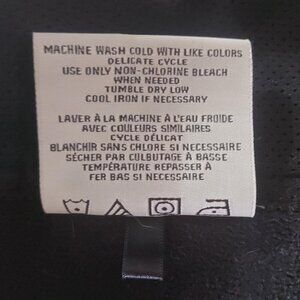 MACHINE WASH COLD WITH LIKE COLORS
DELICATE CYCLE
USE ONLY NON-CHLORINE BLEACH
WHEN NEEDED
TUMBLE DRY LOW
COOL IRON IF NECESSARY
LAVER À LA MACHINE À L'EAU FROIDE
AVEC COULEURS SIMILAIRES
CYCLE DÉLICAT
BLANCHIR SANS CHLORE SI NECESSAIRE
SÉCHER PAR CULBUTAGE À BASSE
TEMPÉRATURE REPASSER À
FER BAS SI NECESSAIRE